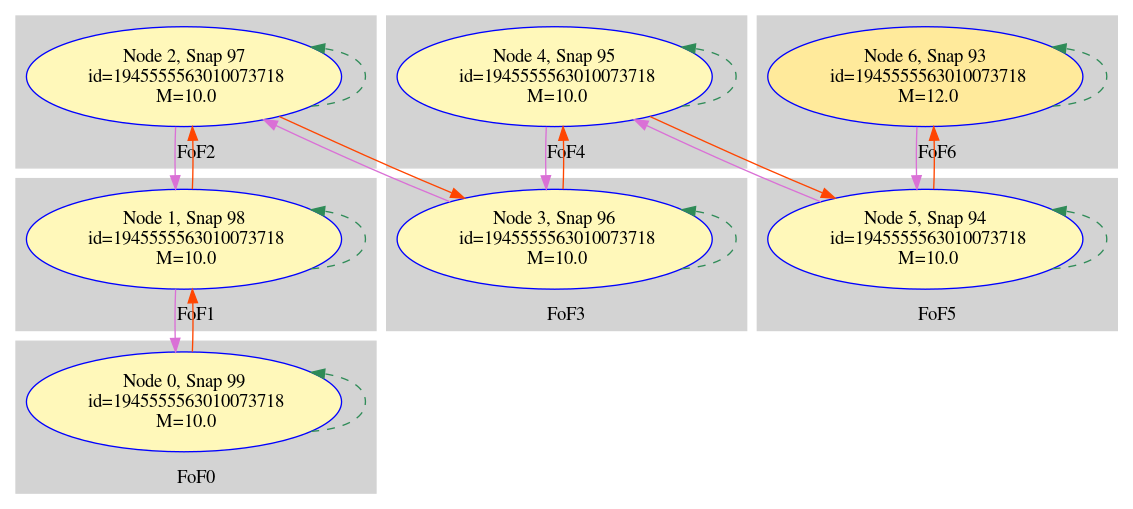 Node 2, Snap 97
id=1945555563010073718
M=10.0
FoF2
Node 4, Snap 95
id=1945555563010073718
M=10.0
FoF4
Node 6, Snap 93
id=1945555563010073718
M=12.0
FoF6
Node 1, Snap 98
id=1945555563010073718
M=10.0
FoF1
Node 3, Snap 96
id=1945555563010073718
M=10.0
FoF3
Node 5, Snap 94
id=1945555563010073718
M=10.0
FoF5
Node 0, Snap 99
id=1945555563010073718
M=10.0
FoF0